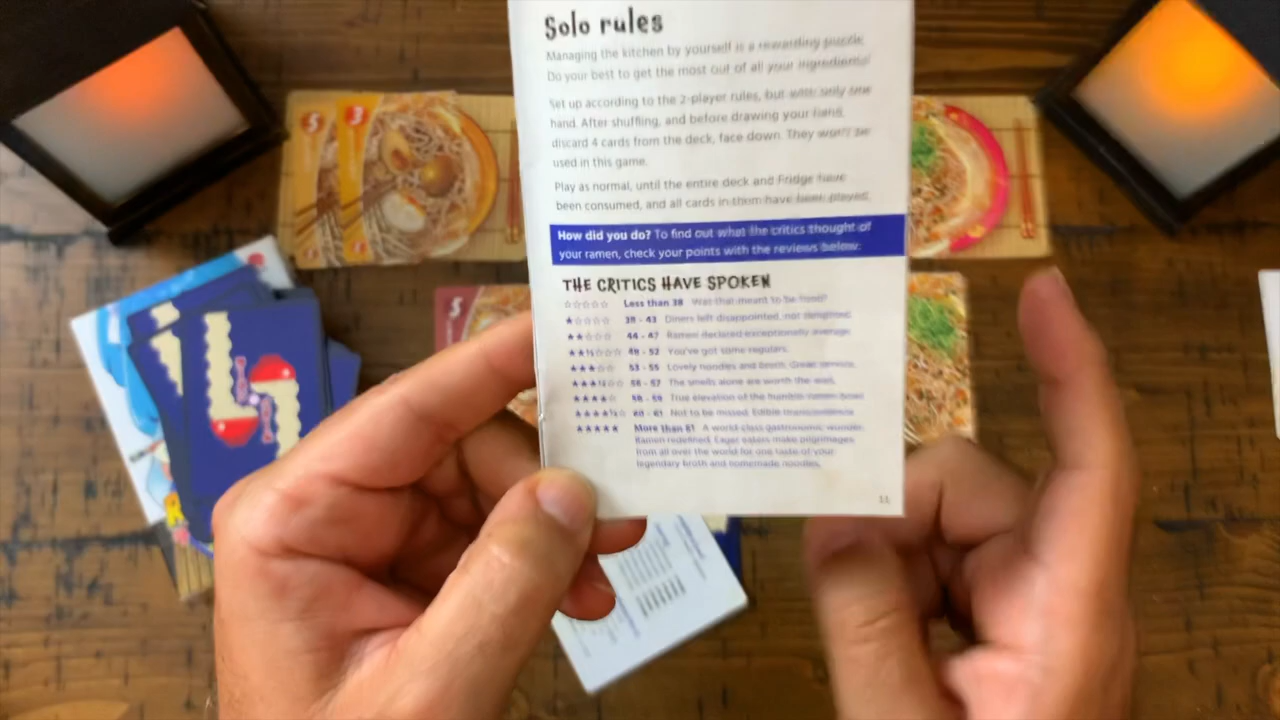 Solo rules
Managing the kitchen by yourself is a rewarding puzzle.
Do your best to get the most out of all your ingredients!
Set up according to the 2-player rules, but with only one
hand. After shuffling, and before drawing your hand,
discard 4 cards from the deck, face down. They won't be
used in this game.
Play as normal, until the entire deck and Fridge have
been consumed, and all cards in them have been played.
How did you do? To find out what the critics thought of
your ramen, check your points with the reviews below.
THE CRITICS HAVE SPOKEN
☆☆☆☆☆ Less than 38 Was that meant to be food?
★☆☆☆☆ 38 - 43 Diners left disappointed, not delighted.
★★☆☆☆ 44 - 47 Ramen declared exceptionally average.
★★½☆☆ 48 - 52 You've got some regulars.
★★★☆☆ 53 - 55 Lovely noodles and broth. Great service.
★★★½☆ 56 - 57 The smells alone are worth the wait.
★★★★☆ 58 - 59 True elevation of the humble ramen bowl.
★★★★½ 60 - 61 Not to be missed. Edible transcendence.
★★★★★ More than 61 A world-class gastronomic wonder.
Ramen redefined. Eager eaters make pilgrimages
from all over the world for one taste of your
legendary broth and homemade noodles.
11
5
3
5